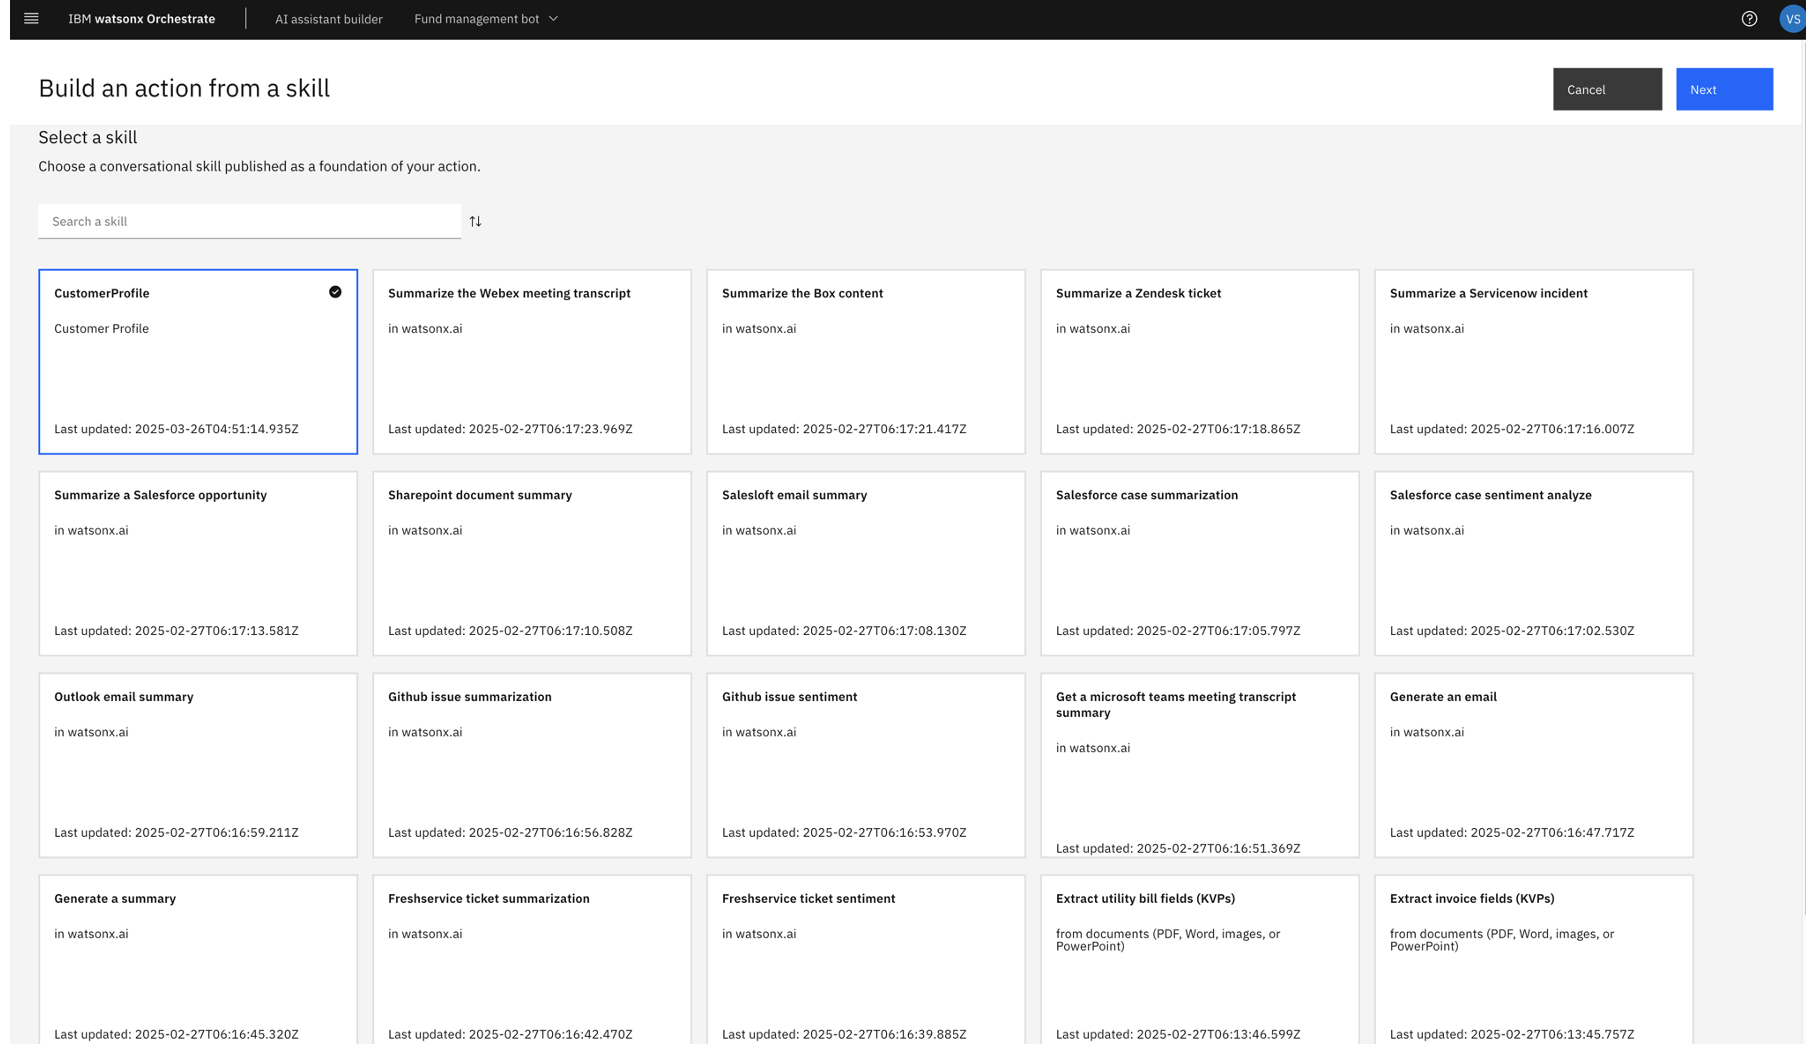 IBM watsonx Orchestrate
AI assistant builder
Fund management bot
VS
Build an action from a skill
Cancel
Next
Select a skill
Choose a conversational skill published as a foundation of your action.
Search a skill
CustomerProfile
Customer Profile
Last updated: 2025-03-26T04:51:14.935Z
Summarize the Webex meeting transcript
in watsonx.ai
Last updated: 2025-02-27T06:17:23.969Z
Summarize the Box content
in watsonx.ai
Last updated: 2025-02-27T06:17:21.417Z
Summarize a Zendesk ticket
in watsonx.ai
Last updated: 2025-02-27T06:17:18.865Z
Summarize a Servicenow incident
in watsonx.ai
Last updated: 2025-02-27T06:17:16.007Z
Summarize a Salesforce opportunity
in watsonx.ai
Last updated: 2025-02-27T06:17:13.581Z
Sharepoint document summary
in watsonx.ai
Last updated: 2025-02-27T06:17:10.508Z
Salesloft email summary
in watsonx.ai
Last updated: 2025-02-27T06:17:08.130Z
Salesforce case summarization
in watsonx.ai
Last updated: 2025-02-27T06:17:05.797Z
Salesforce case sentiment analyze
in watsonx.ai
Last updated: 2025-02-27T06:17:02.530Z
Outlook email summary
in watsonx.ai
Last updated: 2025-02-27T06:16:59.211Z
Github issue summarization
in watsonx.ai
Last updated: 2025-02-27T06:16:56.828Z
Github issue sentiment
in watsonx.ai
Last updated: 2025-02-27T06:16:53.970Z
Get a microsoft teams meeting transcript
summary
in watsonx.ai
Last updated: 2025-02-27T06:16:51.369Z
Generate an email
in watsonx.ai
Last updated: 2025-02-27T06:16:47.717Z
Generate a summary
in watsonx.ai
Last updated: 2025-02-27T06:16:45.320Z
Freshservice ticket summarization
in watsonx.ai
Last updated: 2025-02-27T06:16:42.470Z
Freshservice ticket sentiment
in watsonx.ai
Last updated: 2025-02-27T06:16:39.885Z
Extract utility bill fields (KVPs)
from documents (PDF, Word, images, or
PowerPoint)
Last updated: 2025-02-27T06:13:46.599Z
Extract invoice fields (KVPs)
from documents (PDF, Word, images, or
PowerPoint)
Last updated: 2025-02-27T06:13:45.757Z